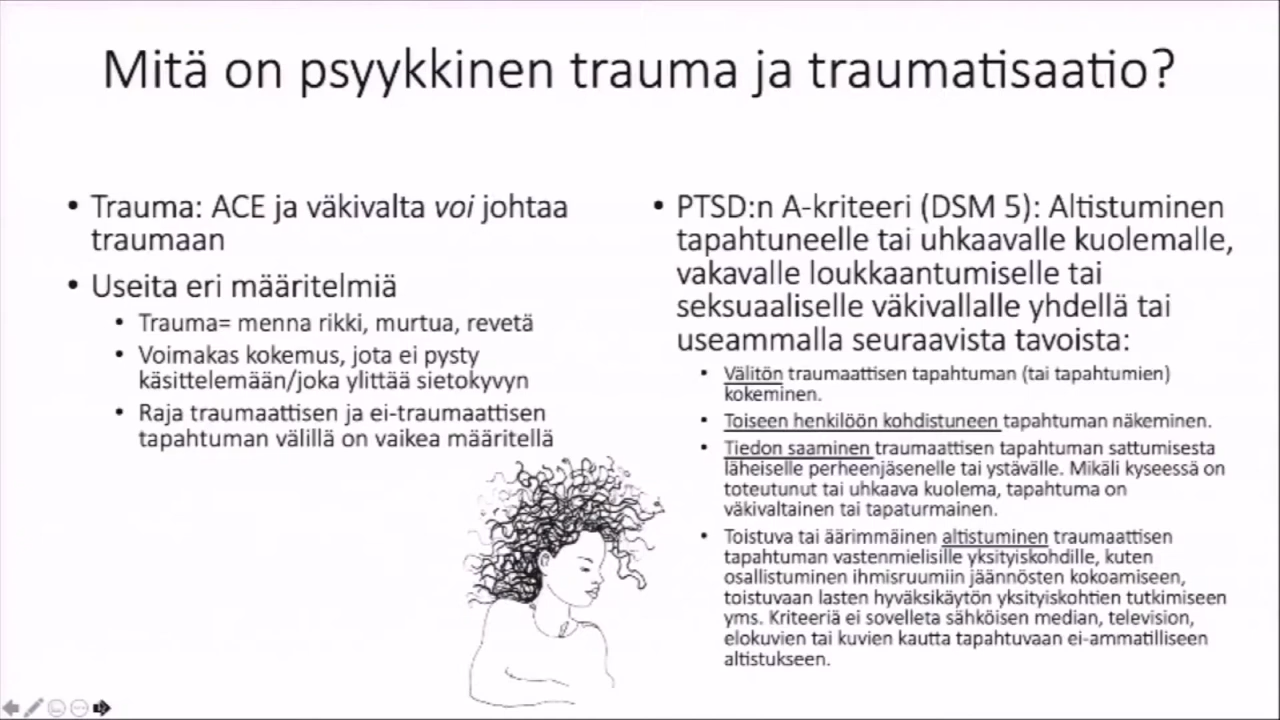 Mitä on psyykkinen trauma ja traumatisaatio?
• Trauma: ACE ja väkivalta voi johtaa
traumaan
• Useita eri määritelmiä
• Trauma= menna rikki, murtua, revetä
• Voimakas kokemus, jota ei pysty
käsittelemään/joka ylittää sietokyvyn
• Raja traumaattisen ja ei-traumaattisen
tapahtuman välillä on vaikea määritellä
• PTSD:n A-kriteeri (DSM 5): Altistuminen
tapahtuneelle tai uhkaavalle kuolemalle,
vakavalle loukkaantumiselle tai
seksuaaliselle väkivallalle yhdellä tai
useammalla seuraavista tavoista:
• Välitön traumaattisen tapahtuman (tai tapahtumien)
kokeminen.
• Toiseen henkilöön kohdistuneen tapahtuman näkeminen.
• Tiedon saaminen traumaattisen tapahtuman sattumisesta
läheiselle perheenjäsenelle tai ystävälle. Mikäli kyseessä on
toteutunut tai uhkaava kuolema, tapahtuma on
väkivaltainen tai tapaturmainen.
• Toistuva tai äärimmäinen altistuminen traumaattisen
tapahtuman vastenmielisille yksityiskohdille, kuten
osallistuminen ihmisruumiin jäännösten kokoamiseen,
toistuvaan lasten hyväksikäytön yksityiskohtien tutkimiseen
yms. Kriteeriä ei sovelleta sähköisen median, television,
elokuvien tai kuvien kautta tapahtuvaan ei-ammatilliseen
altistukseen.